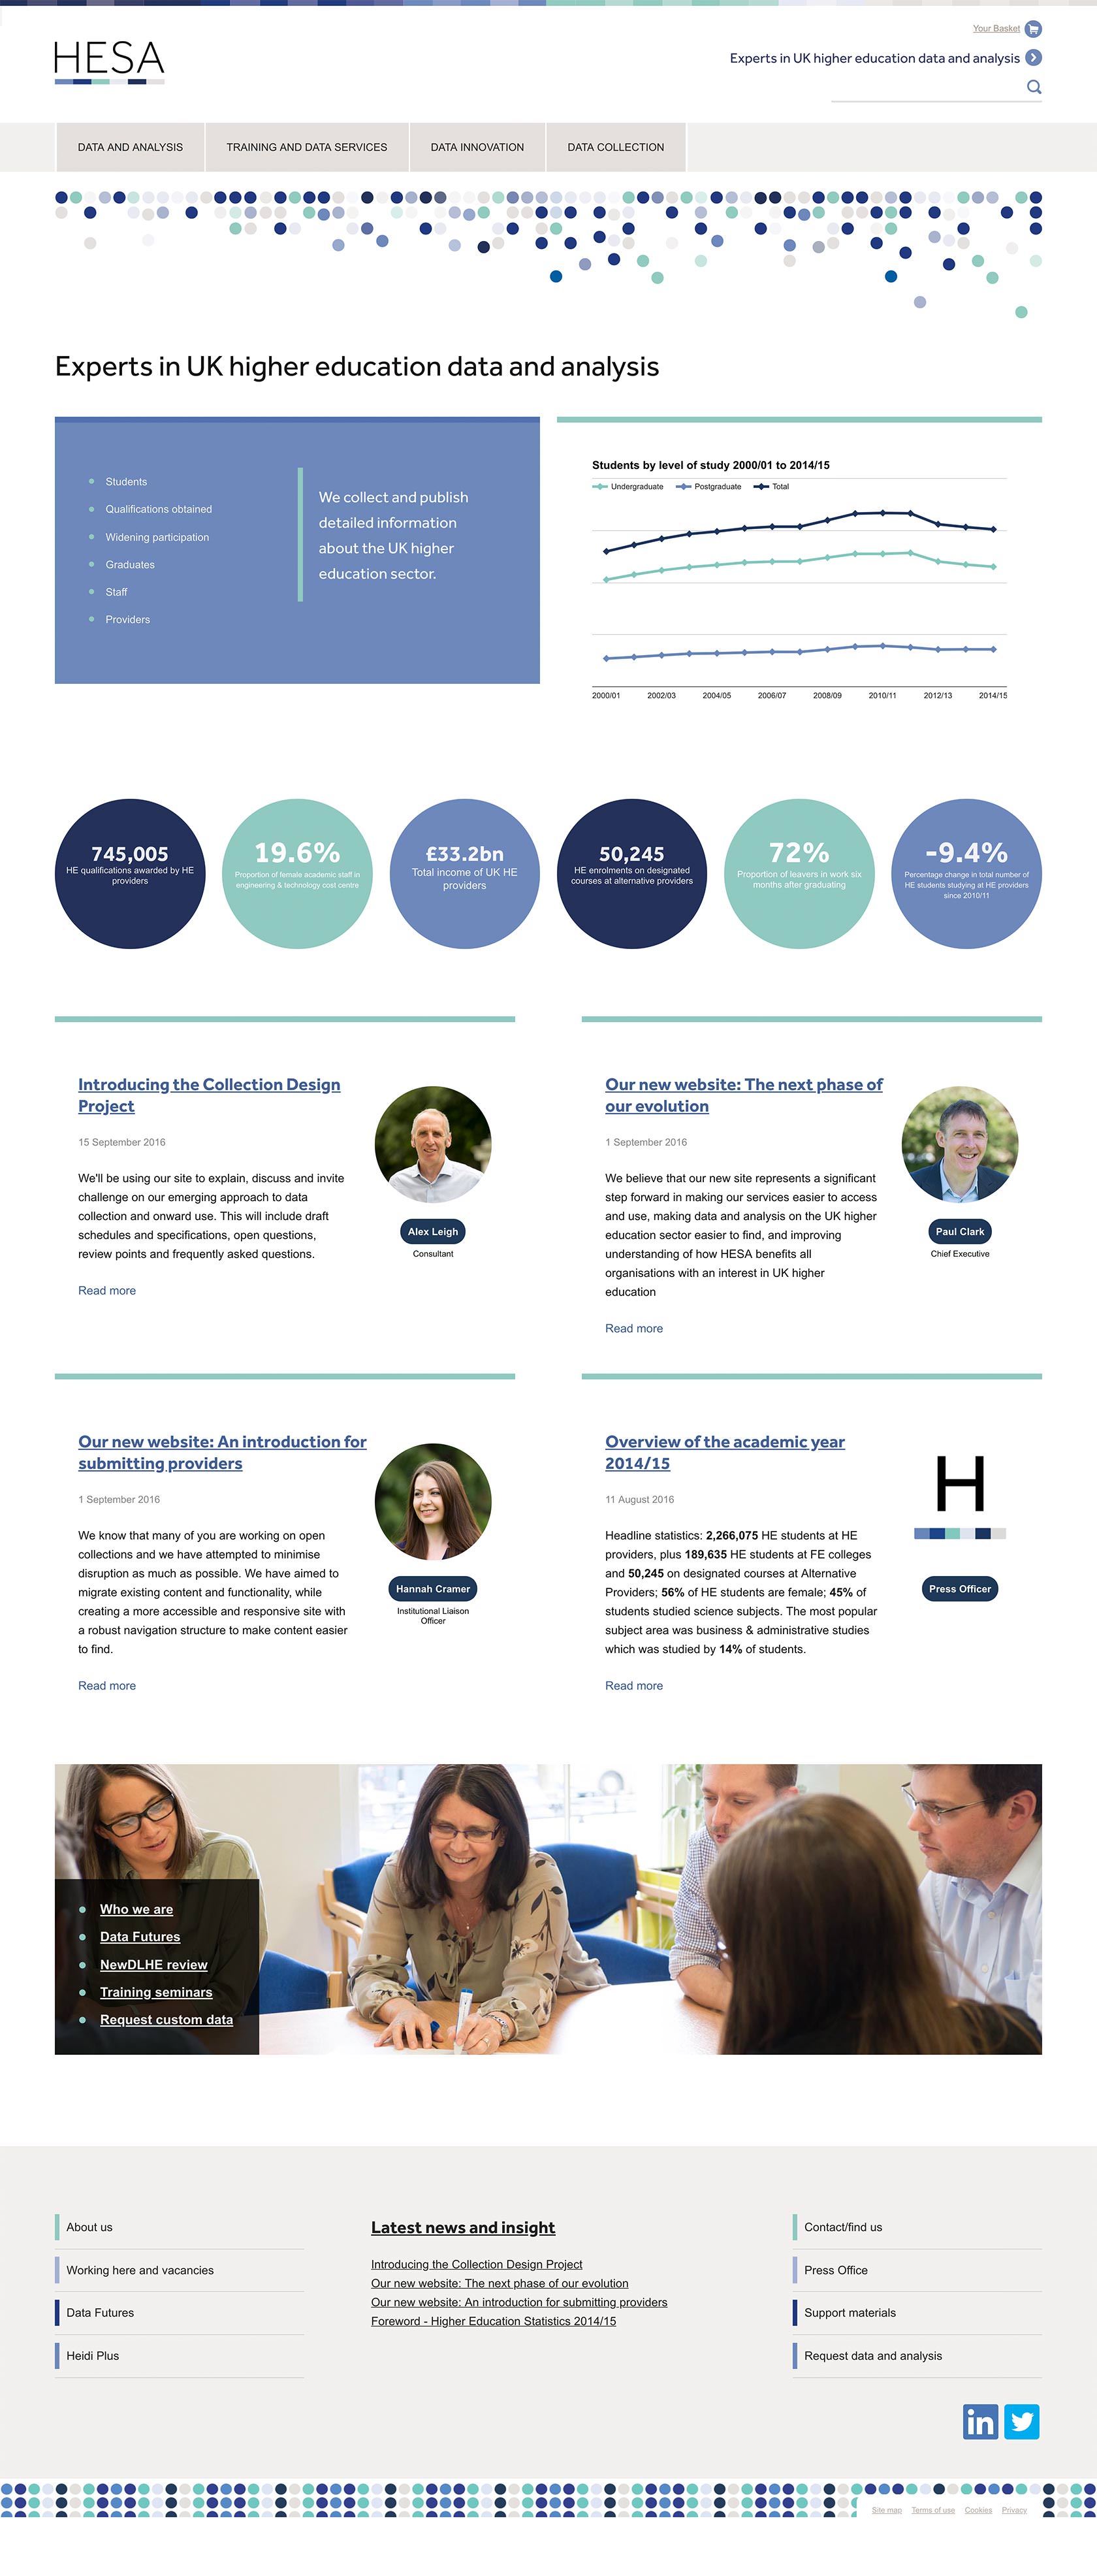 Your Basket
HESA
Experts in UK higher education data and analysis
DATA AND ANALYSIS
TRAINING AND DATA SERVICES
DATA INNOVATION
DATA COLLECTION
Experts in UK higher education data and analysis
Students
Qualifications obtained
Widening participation
Graduates
Staff
Providers
We collect and publish
detailed information
about the UK higher
education sector.
Students by level of study 2000/01 to 2014/15
Undergraduate Postgraduate Total
2000/01 2002/03 2004/05 2006/07 2008/09 2010/11 2012/13 2014/15
745,005
HE qualifications awarded by HE
providers
19.6%
Proportion of female academic staff in
engineering & technology cost centre
£33.2bn
Total income of UK HE
providers
50,245
HE enrolments on designated
courses at alternative providers
72%
Proportion of leavers in work six
months after graduating
-9.4%
Percentage change in total number of
HE students studying at HE providers
since 2010/11
Introducing the Collection Design
Project
15 September 2016
We'll be using our site to explain, discuss and invite
challenge on our emerging approach to data
collection and onward use. This will include draft
schedules and specifications, open questions,
review points and frequently asked questions.
Read more
Alex Leigh
Consultant
Our new website: The next phase of
our evolution
1 September 2016
We believe that our new site represents a significant
step forward in making our services easier to access
and use, making data and analysis on the UK higher
education sector easier to find, and improving
understanding of how HESA benefits all
organisations with an interest in UK higher
education
Read more
Paul Clark
Chief Executive
Our new website: An introduction for
submitting providers
1 September 2016
We know that many of you are working on open
collections and we have attempted to minimise
disruption as much as possible. We have aimed to
migrate existing content and functionality, while
creating a more accessible and responsive site with
a robust navigation structure to make content easier
to find.
Read more
Hannah Cramer
Institutional Liaison
Officer
Overview of the academic year
2014/15
11 August 2016
Headline statistics: 2,266,075 HE students at HE
providers, plus 189,635 HE students at FE colleges
and 50,245 on designated courses at Alternative
Providers; 56% of HE students are female; 45% of
students studied science subjects. The most popular
subject area was business & administrative studies
which was studied by 14% of students.
Read more
H
Press Officer
Who we are
Data Futures
NewDLHE review
Training seminars
Request custom data
About us
Working here and vacancies
Data Futures
Heidi Plus
Latest news and insight
Introducing the Collection Design Project
Our new website: The next phase of our evolution
Our new website: An introduction for submitting providers
Foreword - Higher Education Statistics 2014/15
Contact/find us
Press Office
Support materials
Request data and analysis
in
Site map Terms of use Cookies Privacy